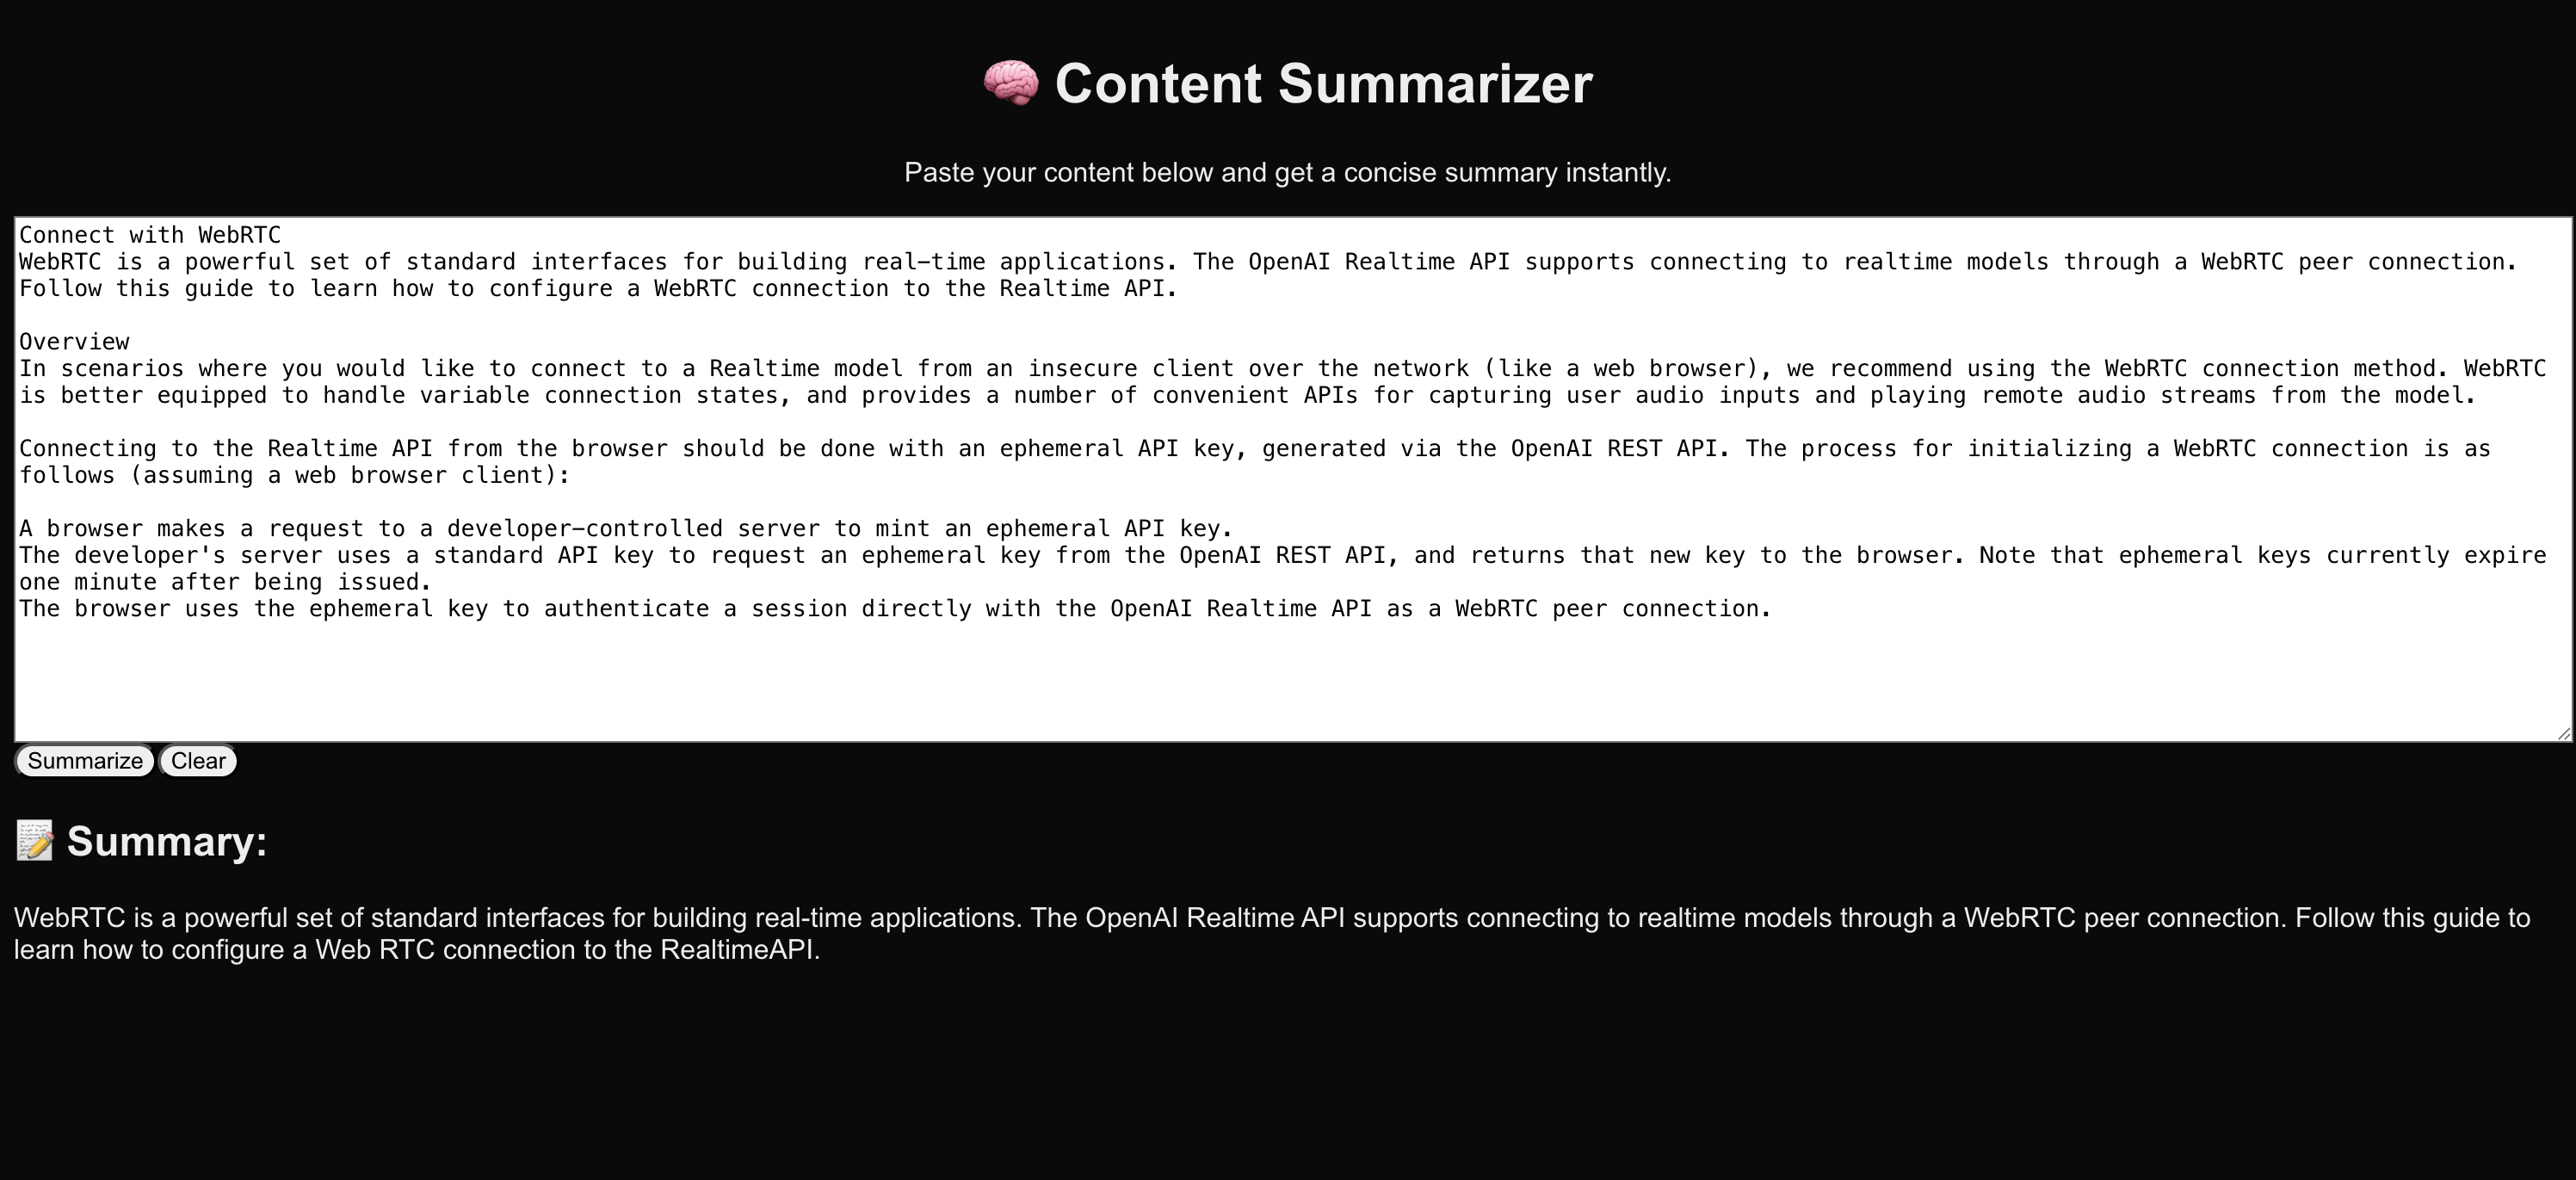 🧠 Content Summarizer
Paste your content below and get a concise summary instantly.
Connect with WebRTC
WebRTC is a powerful set of standard interfaces for building real-time applications. The OpenAI Realtime API supports connecting to realtime models through a WebRTC peer connection.
Follow this guide to learn how to configure a WebRTC connection to the Realtime API.
Overview
In scenarios where you would like to connect to a Realtime model from an insecure client over the network (like a web browser), we recommend using the WebRTC connection method. WebRTC
is better equipped to handle variable connection states, and provides a number of convenient APIs for capturing user audio inputs and playing remote audio streams from the model.
Connecting to the Realtime API from the browser should be done with an ephemeral API key, generated via the OpenAI REST API. The process for initializing a WebRTC connection is as
follows (assuming a web browser client):
A browser makes a request to a developer-controlled server to mint an ephemeral API key.
The developer's server uses a standard API key to request an ephemeral key from the OpenAI REST API, and returns that new key to the browser. Note that ephemeral keys currently expire
one minute after being issued.
The browser uses the ephemeral key to authenticate a session directly with the OpenAI Realtime API as a WebRTC peer connection.
Summarize Clear
📝 Summary:
WebRTC is a powerful set of standard interfaces for building real-time applications. The OpenAI Realtime API supports connecting to realtime models through a WebRTC peer connection. Follow this guide to
learn how to configure a Web RTC connection to the RealtimeAPI.